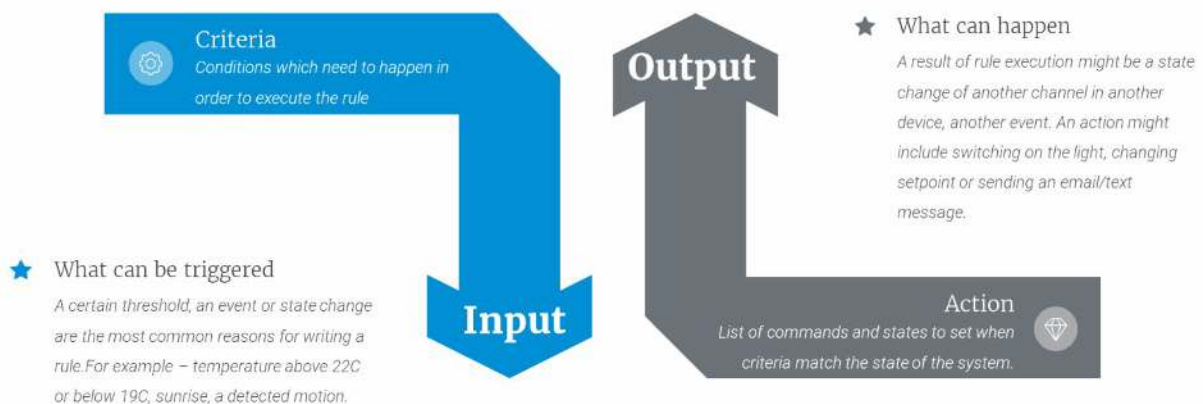 Criteria
Conditions which need to happen in
order to execute the rule
What can be triggered
A certain threshold, an event or state change
are the most common reasons for writing a
rule.For example – temperature above 22C
or below 19C, sunrise, a detected motion.
Input
Output
What can happen
A result of rule execution might be a state
change of another channel in another
device, another event. An action might
include switching on the light, changing
setpoint or sending an email/text
message.
Action
List of commands and states to set when
criteria match the state of the system.